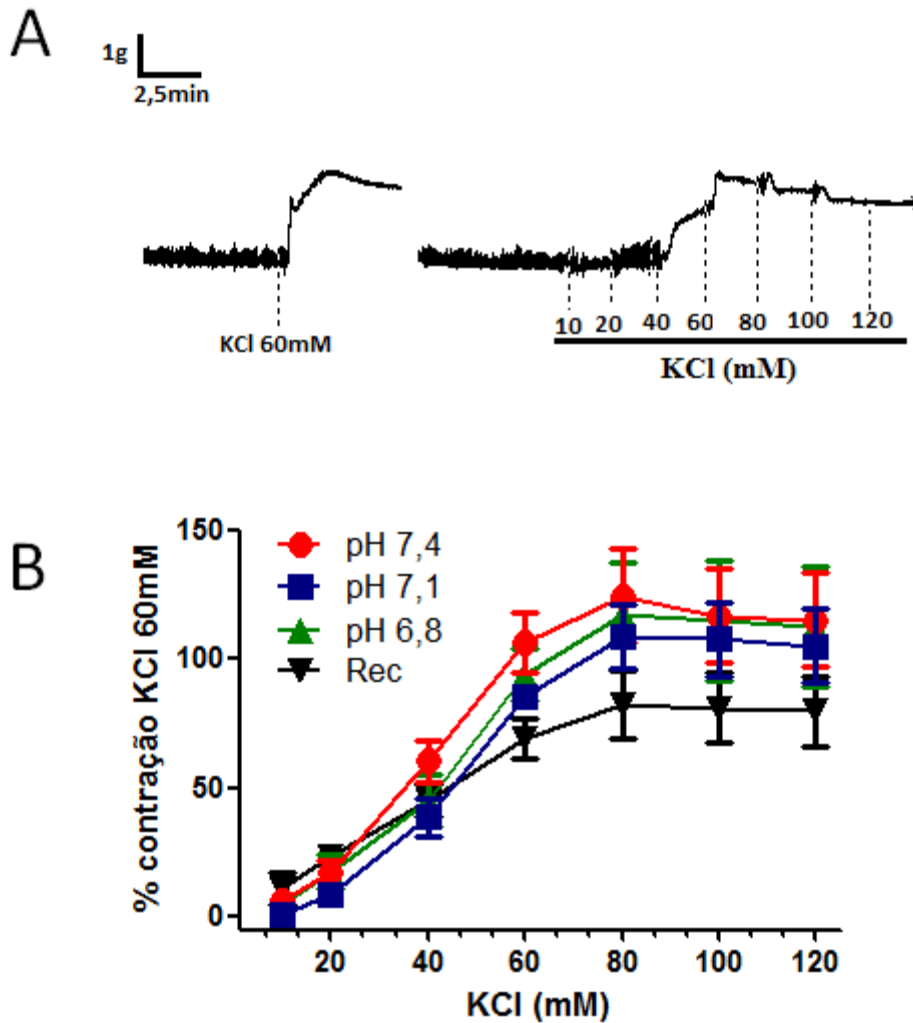 A
1g
2,5min
KCl 60mM
10 20 40 60 80 100 120
KCl (mM)
B
% contração KCl 60mM
150
100
50
0
pH 7,4
pH 7,1
pH 6,8
Rec
20 40 60 80 100 120
KCl (mM)